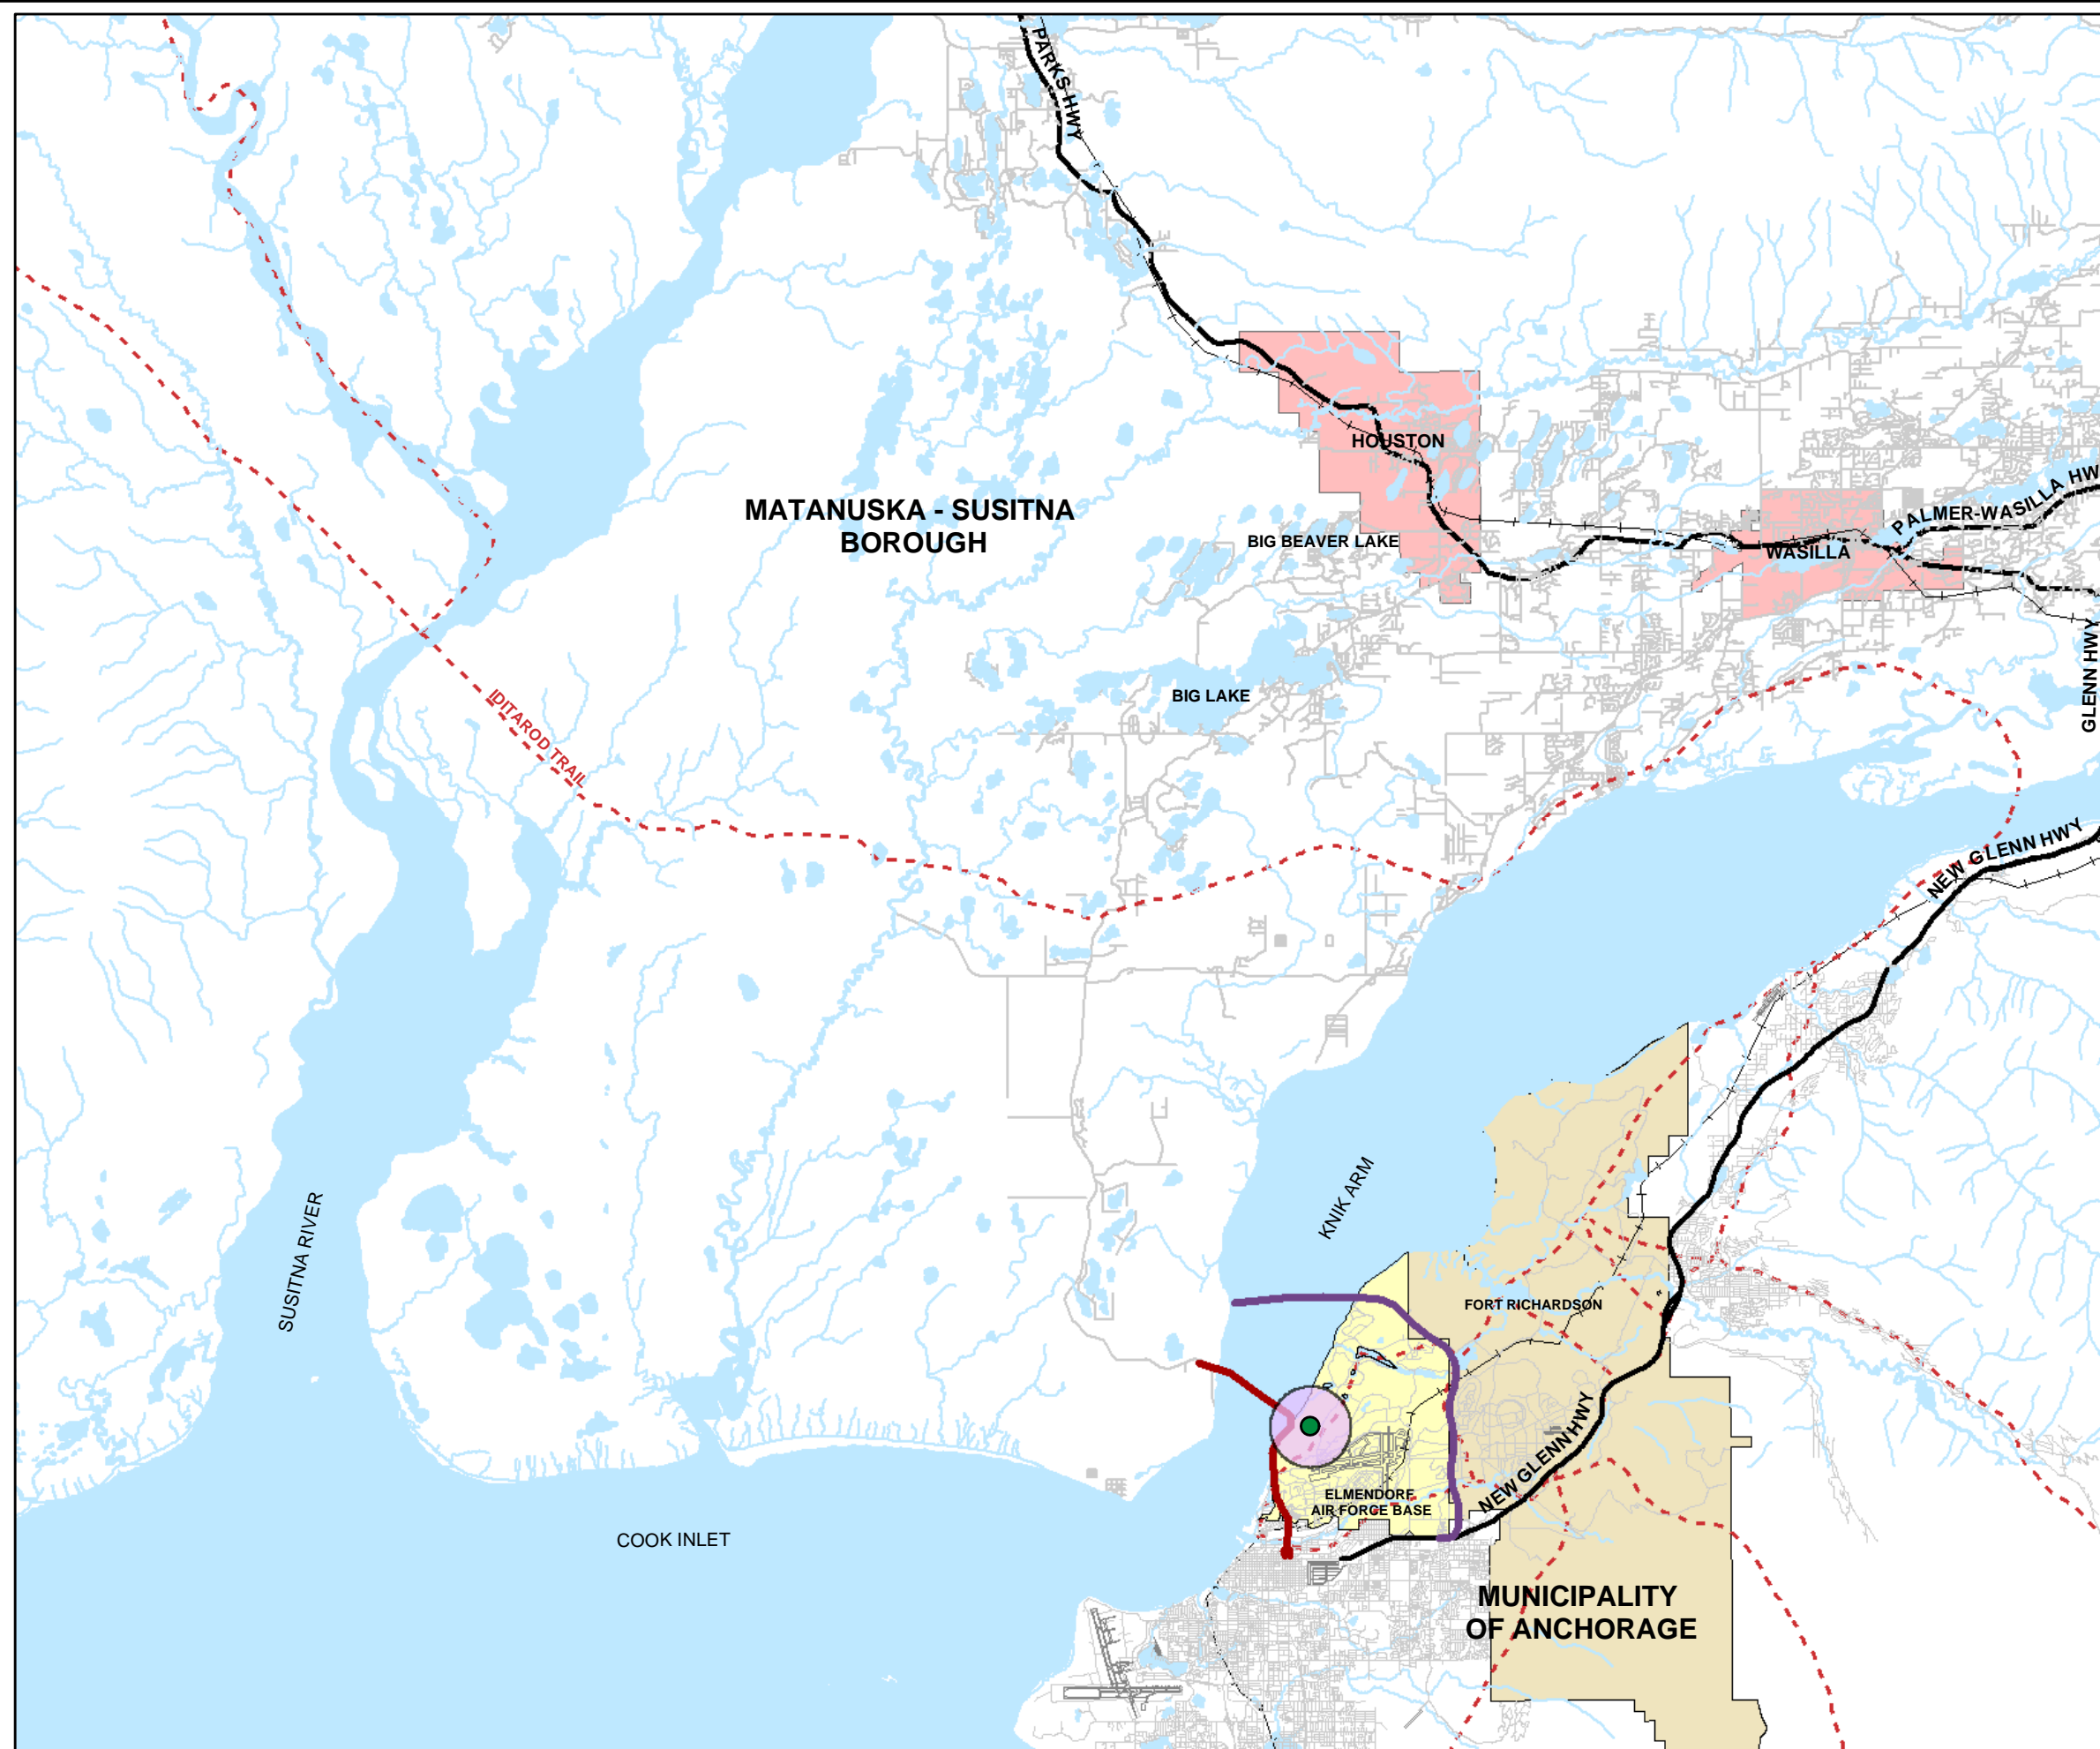 PARKS HWY
HOUSTON
MATANUSKA - SUSITNA
BOROUGH
BIG BEAVER LAKE
PALMER-WASILLA HW
WASILLA
GLENN HWY
BIG LAKE
IDITAROD TRAIL
NEW GLENN HWY
KNIK ARM
SUSITNA RIVER
FORT RICHARDSON
NEW GLENN HWY
ELMENDORF
AIR FORCE BASE
COOK INLET
MUNICIPALITY
OF ANCHORAGE